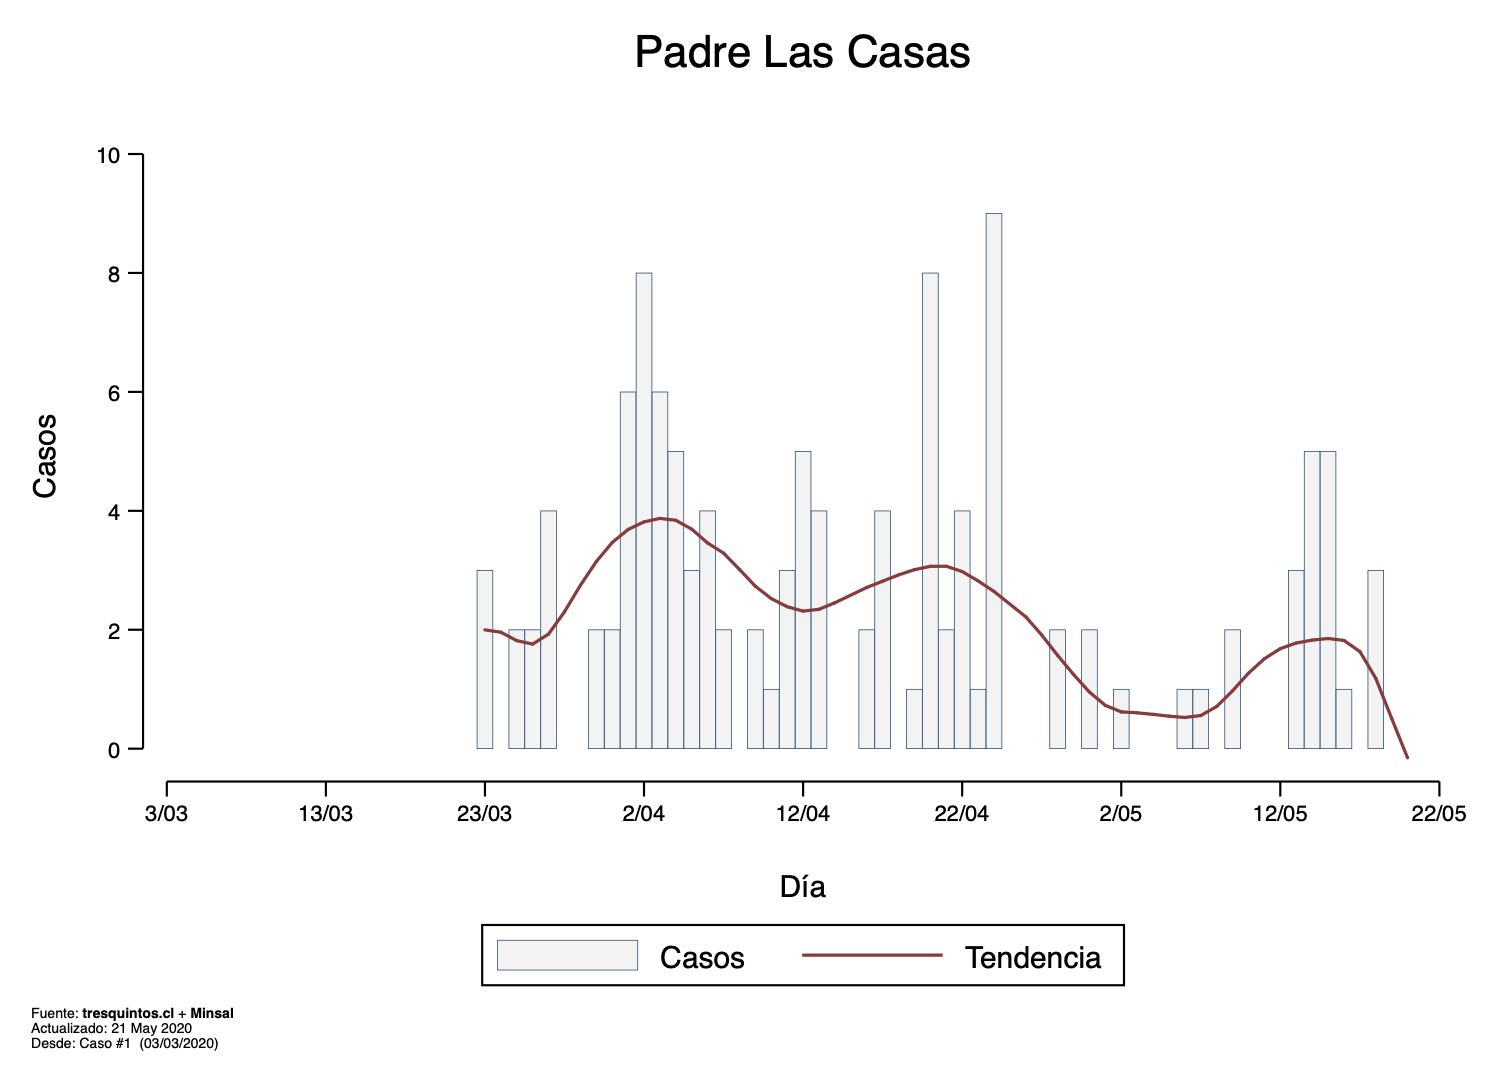 Padre Las Casas
10
8
6
4
2
0
Casos
3/03 13/03 23/03 2/04 12/04 22/04 2/05 12/05 22/05
Día
Casos Tendencia
Fuente: tresquintos.cl + Minsal
Actualizado: 21 May 2020
Desde: Caso #1 (03/03/2020)